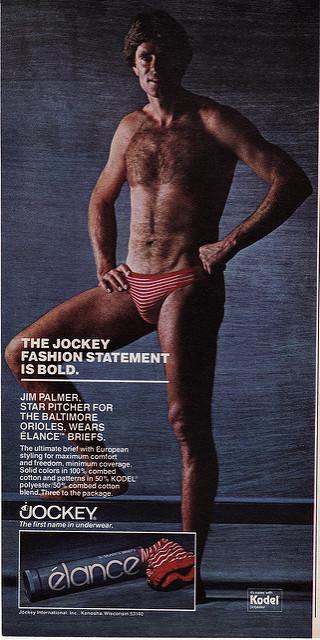 THE JOCKEY
FASHION STATEMENT
IS BOLD.
JIM PALMER,
STAR PITCHER FOR
THE BALTIMORE
ORIOLES, WEARS
ÉLANCE™ BRIEFS.
The ultimate brief with European
styling for maximum comfort
and freedom, minimum coverage.
Solid colors in 100% combed
cotton and patterns in 50% KODEL®
polyester/50% combed cotton
blend. Three to the package.
JOCKEY®
The first name in underwear.
élance
Kodel
Jockey International, Inc., Kenosha, Wisconsin 53140